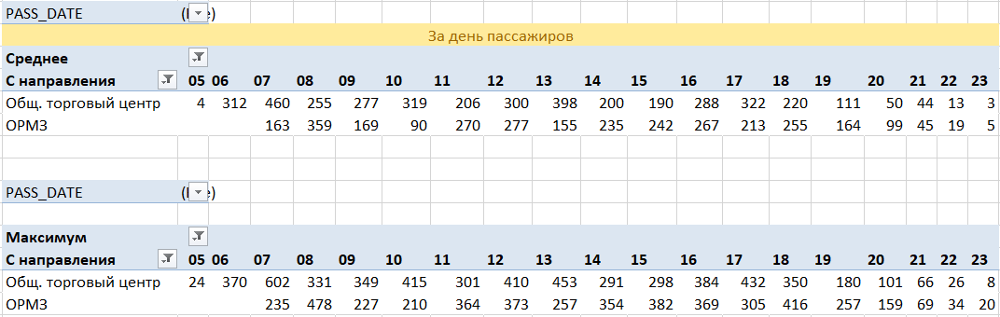 PASS_DATE
За день пассажиров
Среднее
С направления 05 06 07 08 09 10 11 12 13 14 15 16 17 18 19 20 21 22 23
Общ. торговый центр 4 312 460 255 277 319 206 300 398 200 190 288 322 220 111 50 44 13 3
ОРМЗ 163 359 169 90 270 277 155 235 242 267 213 255 164 99 45 19 5
PASS_DATE
Максимум
С направления 05 06 07 08 09 10 11 12 13 14 15 16 17 18 19 20 21 22 23
Общ. торговый центр 24 370 602 331 349 415 301 410 453 291 298 384 432 350 180 101 66 26 8
ОРМЗ 235 478 227 210 364 373 257 354 382 369 305 416 257 159 69 34 20